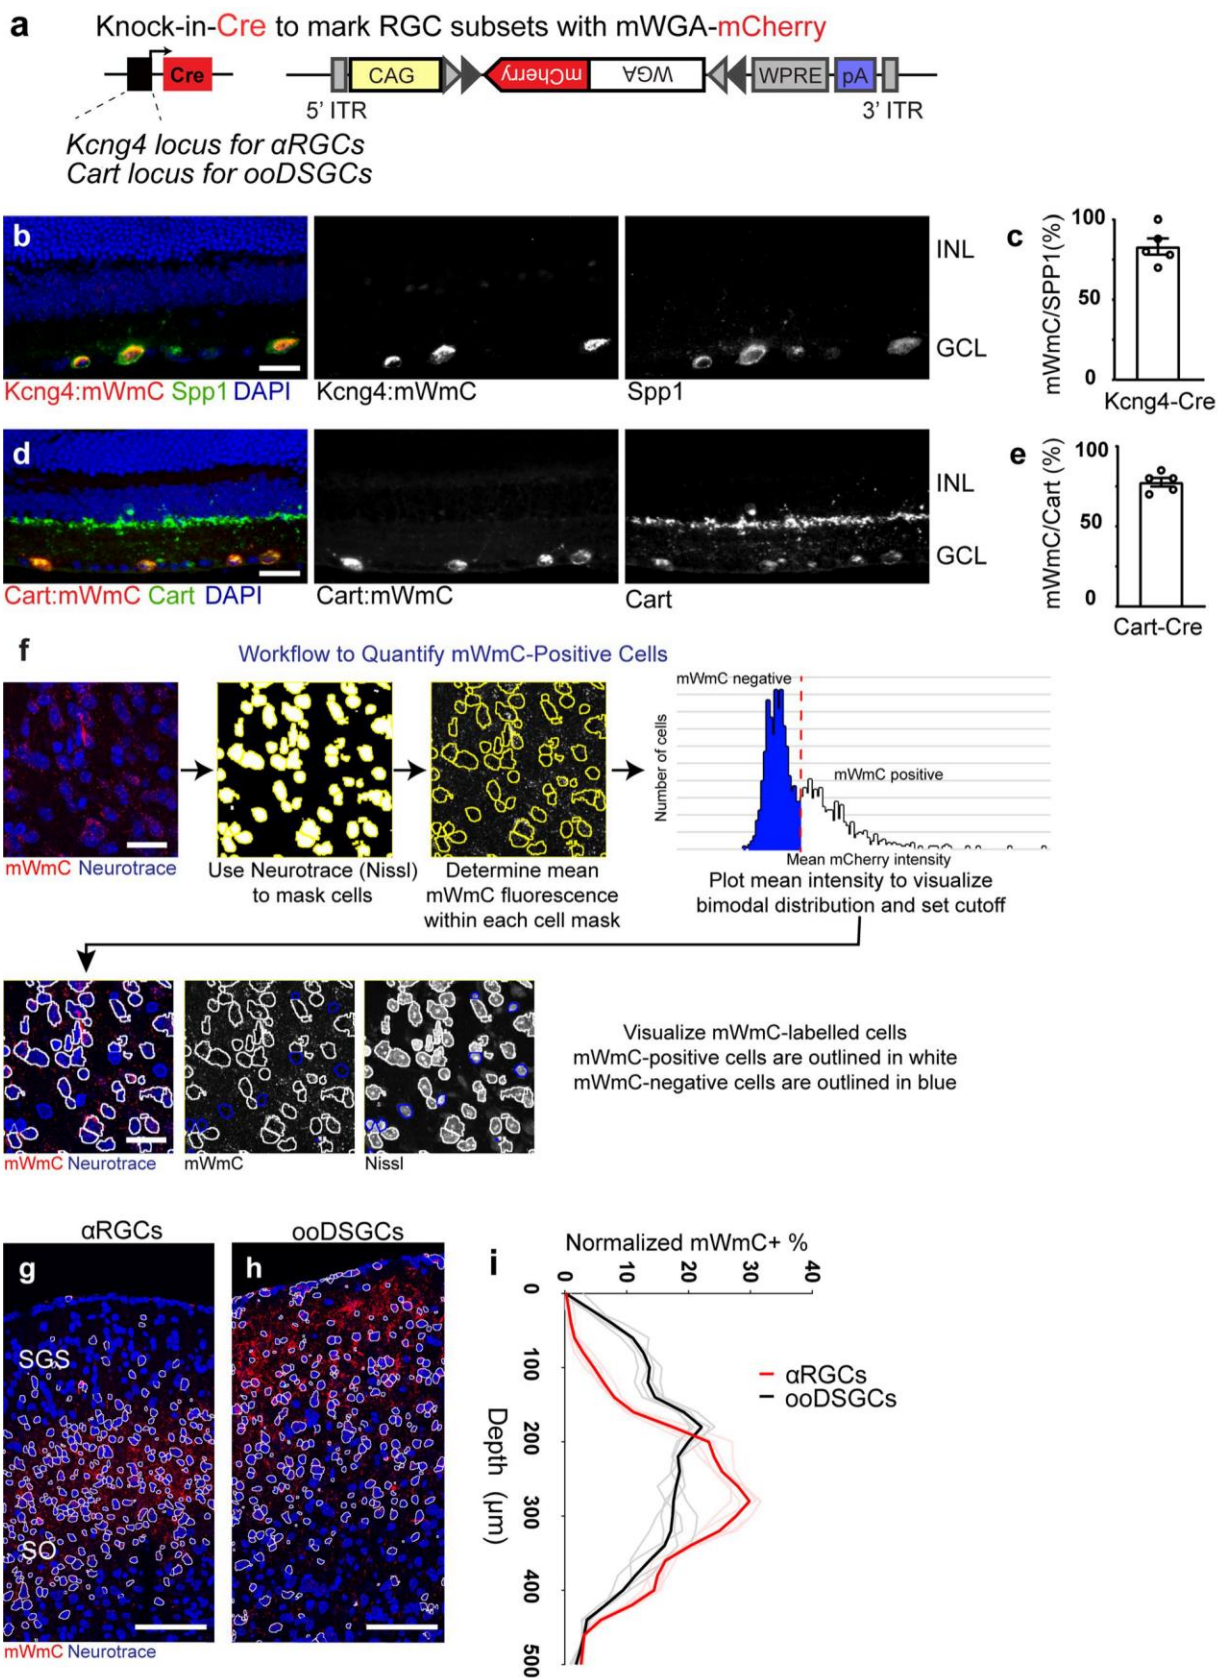 a
Knock-in-Cre to mark RGC subsets with mWGA-mCherry
Cre
CAG
mCherry
WGA
WPRE
pA
5' ITR
3' ITR
Kcng4 locus for αRGCs
Cart locus for ooDSGCs
b
INL
GCL
Kcng4:mWmC Spp1 DAPI
Kcng4:mWmC
Spp1
c
mWmC/SPP1(%)
100
50
0
Kcng4-Cre
d
INL
GCL
Cart:mWmC Cart DAPI
Cart:mWmC
Cart
e
mWmC/Cart (%)
100
50
0
Cart-Cre
f
Workflow to Quantify mWmC-Positive Cells
mWmC Neurotrace
Use Neurotrace (Nissl)
to mask cells
Determine mean
mWmC fluorescence
within each cell mask
mWmC negative
mWmC positive
Number of cells
Mean mCherry intensity
Plot mean intensity to visualize
bimodal distribution and set cutoff
mWmC Neurotrace
mWmC
Nissl
Visualize mWmC-labelled cells
mWmC-positive cells are outlined in white
mWmC-negative cells are outlined in blue
αRGCs
g
SGS
SO
mWmC Neurotrace
ooDSGCs
h
i
Normalized mWmC+ %
0 10 20 30 40
0
100
200
300
400
500
Depth (μm)
αRGCs
ooDSGCs